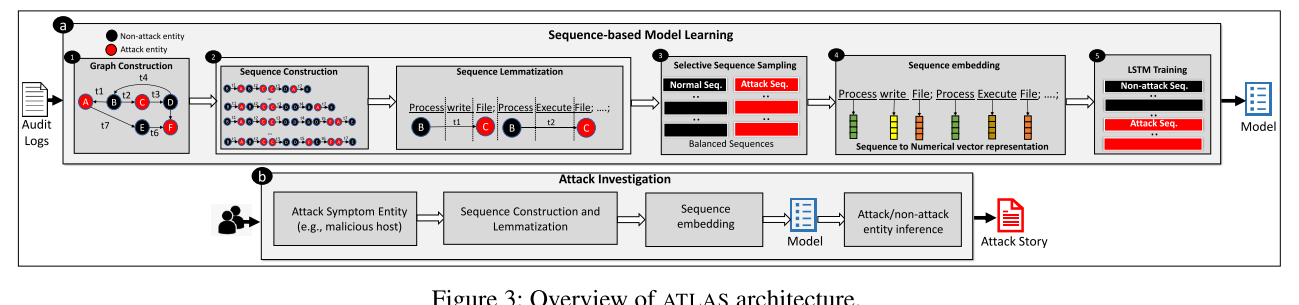 a
Sequence-based Model Learning
Non-attack entity
Attack entity
1
Graph Construction
t4
t1
t2
t3
A
B
C
D
t7
E
t6
F
Audit
Logs
2
Sequence Construction
...
...
Sequence Lemmatization
Process write File; Process Execute File; ....;
B
t1
C
B
t2
C
3
Selective Sequence Sampling
Normal Seq.
Attack Seq.
..
..
..
..
Balanced Sequences
4
Sequence embedding
Process write File; Process Execute File; ....;
Sequence to Numerical vector representation
5
LSTM Training
Non-attack Seq.
..
..
Attack Seq.
..
Model
b
Attack Investigation
Attack Symptom Entity
(e.g., malicious host)
Sequence Construction and
Lemmatization
Sequence
embedding
Model
Attack/non-attack
entity inference
Attack Story
Figure 3: Overview of ATLAS architecture.